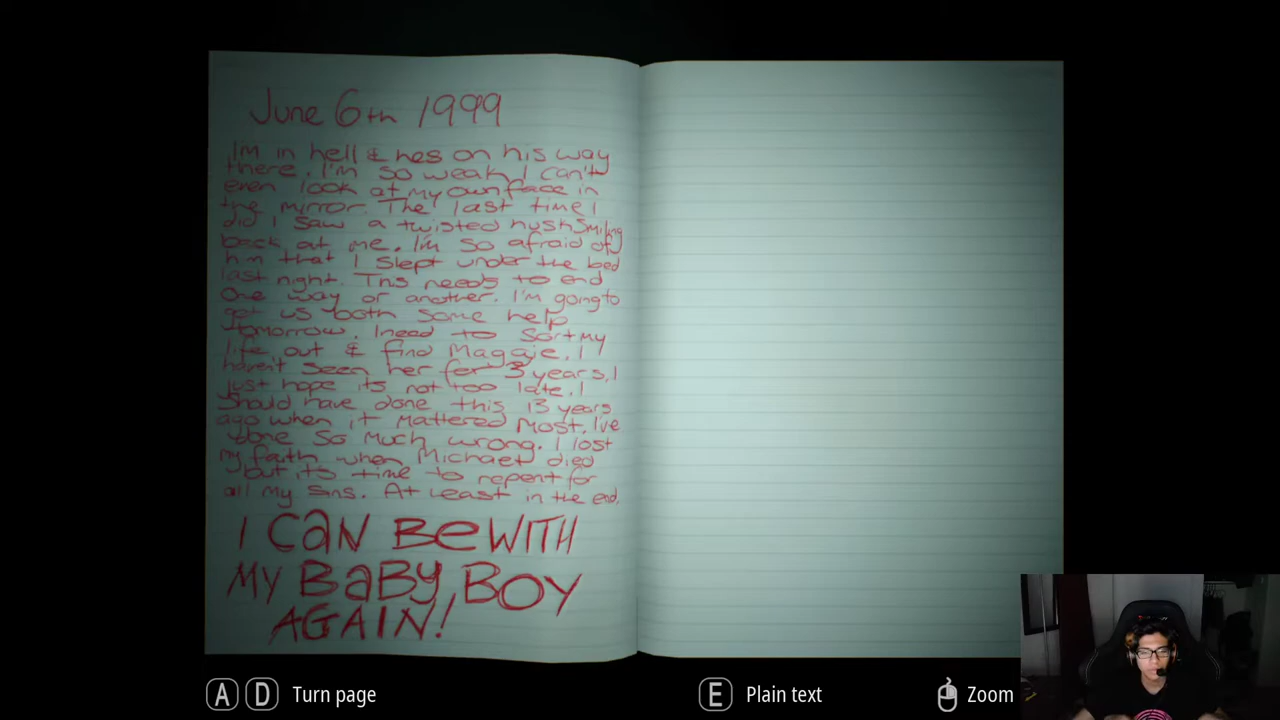 June 6th 1999
Im in hell & hes on his way
there. I'm so weak I can't
even look at my own face in
the mirror. The last time I
did I saw a twisted husk smiling
back at me. I'm so afraid of
him that I slept under the bed
last night. This needs to end
One way or another. I'm going to
get us both some help
tomorrow. I need to sort my
life out & find Maggie. I
haven't seen her for 3 years. I
just hope its not too late. I
should have done this 13 years
ago when it mattered most. I've
done so much wrong. I lost
my faith when Michael died
but it's time to repent for
all my sins. At least in the end.
I CAN BE WITH
MY BABY BOY
AGAIN!
A D Turn page
E Plain text
Zoom